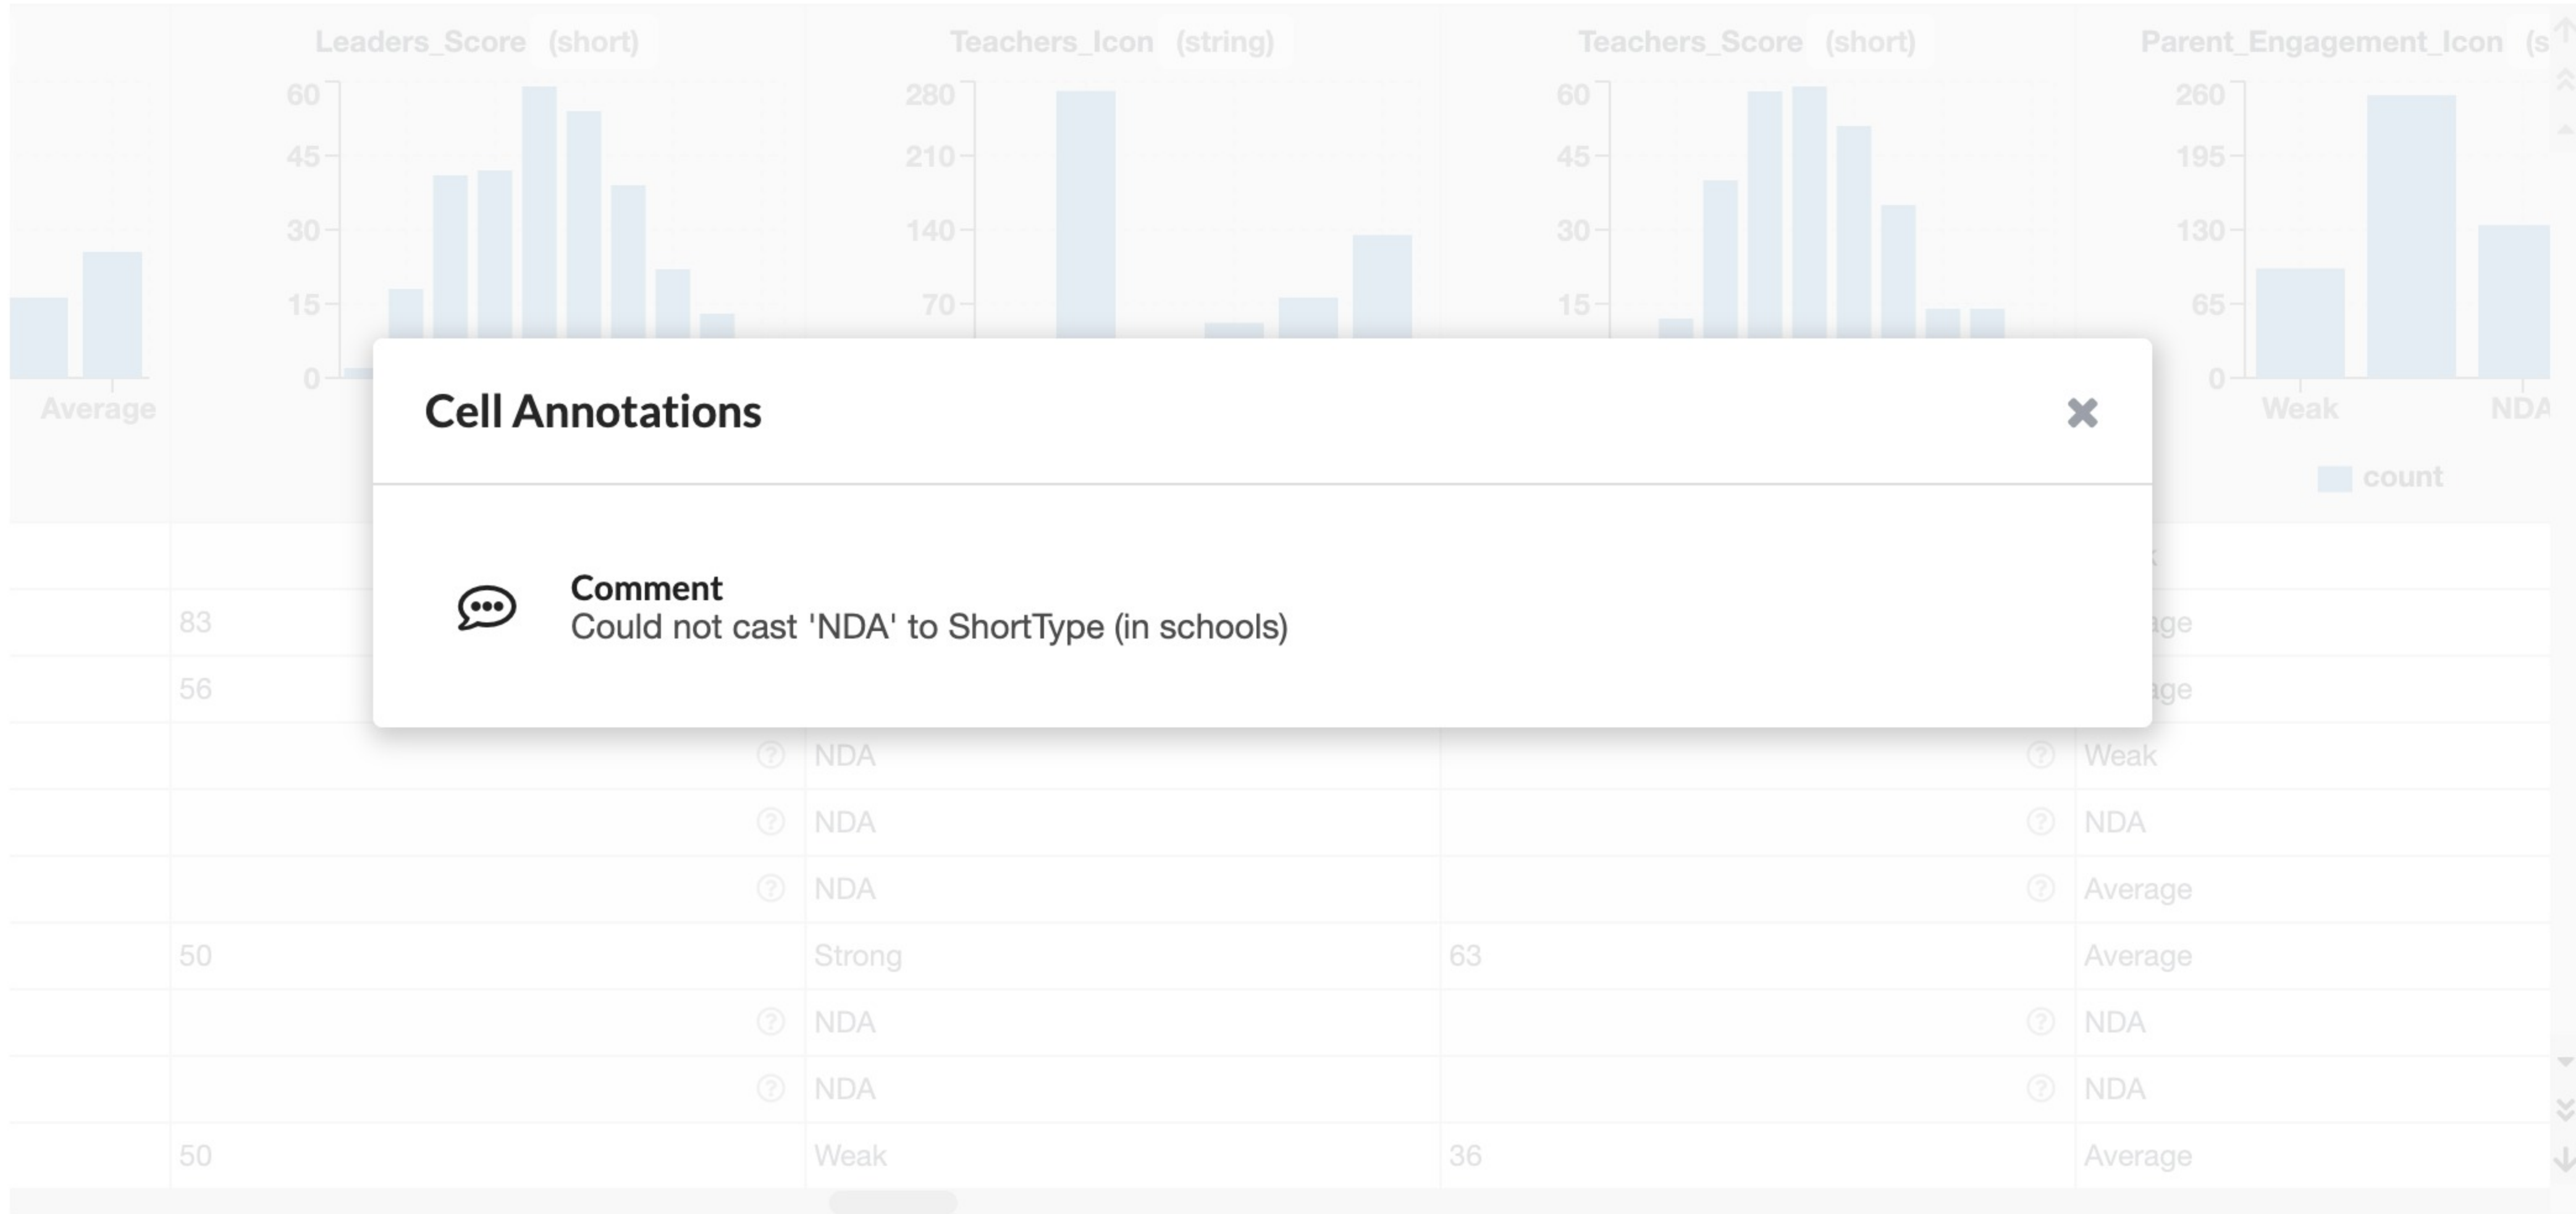 Leaders_Score (short)
Teachers_Icon (string)
Teachers_Score (short)
Parent_Engagement_Icon (s
60
45
30
15
0
280
210
140
70
60
45
30
15
260
195
130
65
0
Average
Weak
NDA
count
Cell Annotations
Comment
Could not cast 'NDA' to ShortType (in schools)
83
56
NDA Weak
NDA NDA
NDA Average
50 Strong 63 Average
NDA NDA
NDA NDA
50 Weak 36 Average